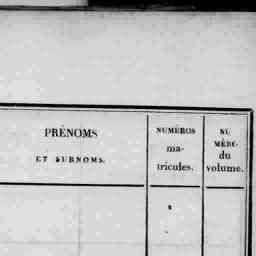 PRÉNOMS
ET SURNOMS.
NUMÉROS
ma-
tricules.
NU
MÉRO
du
volume.